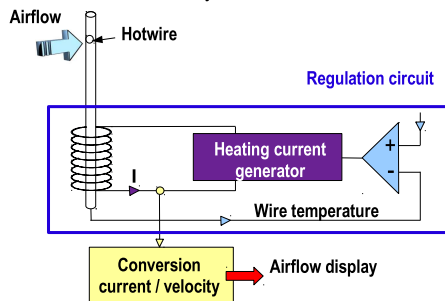 Airflow
Hotwire
Regulation circuit
Heating current
generator
+
-
I
Wire temperature
Conversion
current / velocity
Airflow display